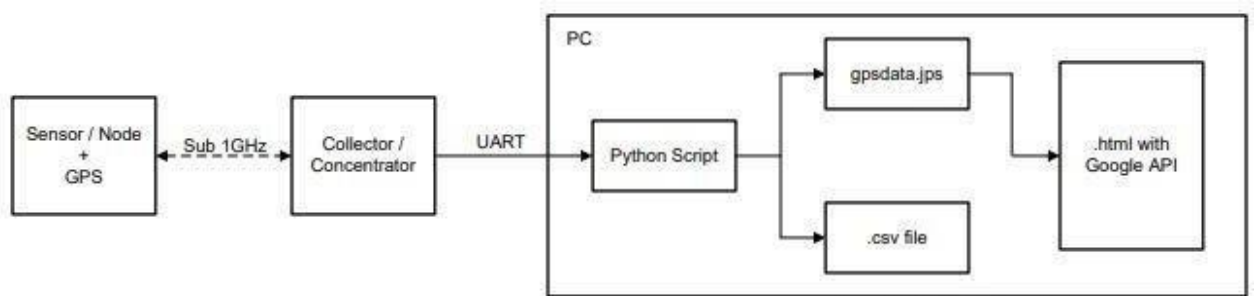 PC
Sensor / Node
+
GPS
Sub 1GHz
Collector /
Concentrator
UART
Python Script
gpsdata.jps
.csv file
.html with
Google API